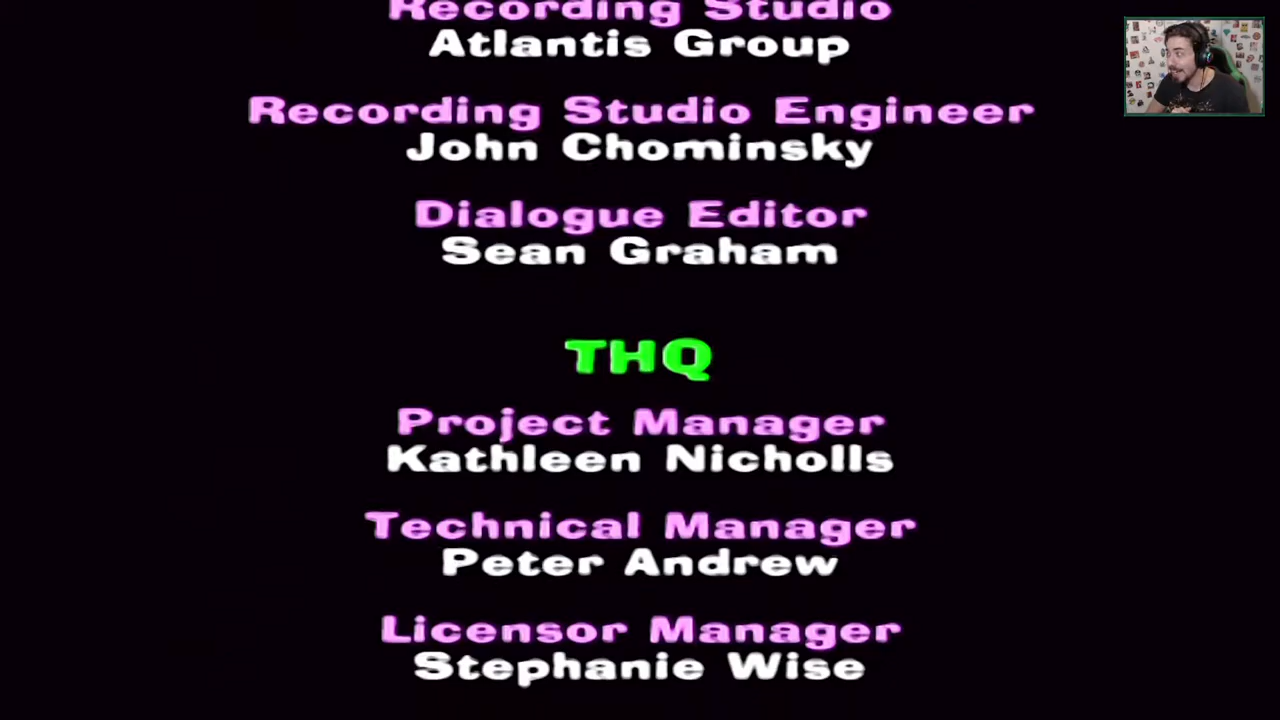 Recording Studio
Atlantis Group
Recording Studio Engineer
John Chominsky
Dialogue Editor
Sean Graham
THQ
Project Manager
Kathleen Nicholls
Technical Manager
Peter Andrew
Licensor Manager
Stephanie Wise